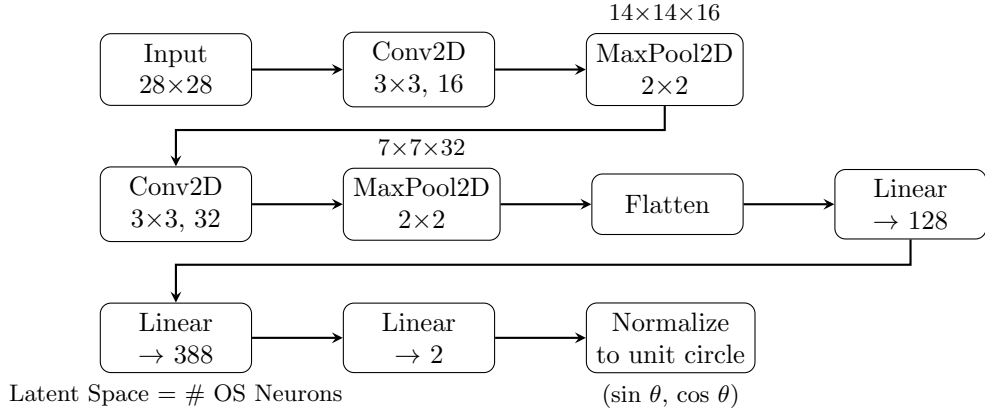 14×14×16
Input
28×28
Conv2D
3×3, 16
MaxPool2D
2×2
7×7×32
Conv2D
3×3, 32
MaxPool2D
2×2
Flatten
Linear
→ 128
Linear
→ 388
Linear
→ 2
Normalize
to unit circle
Latent Space = # OS Neurons
(sin θ, cos θ)